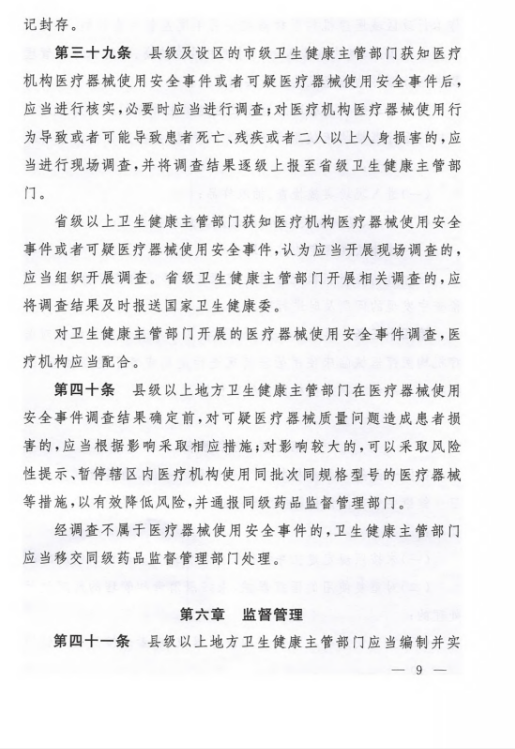 记封存。
第三十九条 县级及设区的市级卫生健康主管部门获知医疗
机构医疗器械使用安全事件或者可疑医疗器械使用安全事件后,
应当进行核实,必要时应当进行调查;对医疗机构医疗器械使用行
为导致或者可能导致患者死亡、残疾或者二人以上人身损害的,应
当进行现场调查,并将调查结果逐级上报至省级卫生健康主管部
门。
省级以上卫生健康主管部门获知医疗机构医疗器械使用安全
事件或者可疑医疗器械使用安全事件,认为应当开展现场调查的,
应当组织开展调查。省级卫生健康主管部门开展相关调查的,应
将调查结果及时报送国家卫生健康委。
对卫生健康主管部门开展的医疗器械使用安全事件调查,医
疗机构应当配合。
第四十条 县级以上地方卫生健康主管部门在医疗器械使用
安全事件调查结果确定前,对可疑医疗器械质量问题造成患者损
害的,应当根据影响采取相应措施;对影响较大的,可以采取风险
性提示、暂停辖区内医疗机构使用同批次同规格型号的医疗器械
等措施,以有效降低风险,并通报同级药品监督管理部门。
经调查不属于医疗器械使用安全事件的,卫生健康主管部门
应当移交同级药品监督管理部门处理。
第六章 监督管理
第四十一条 县级以上地方卫生健康主管部门应当编制并实
— 9 —